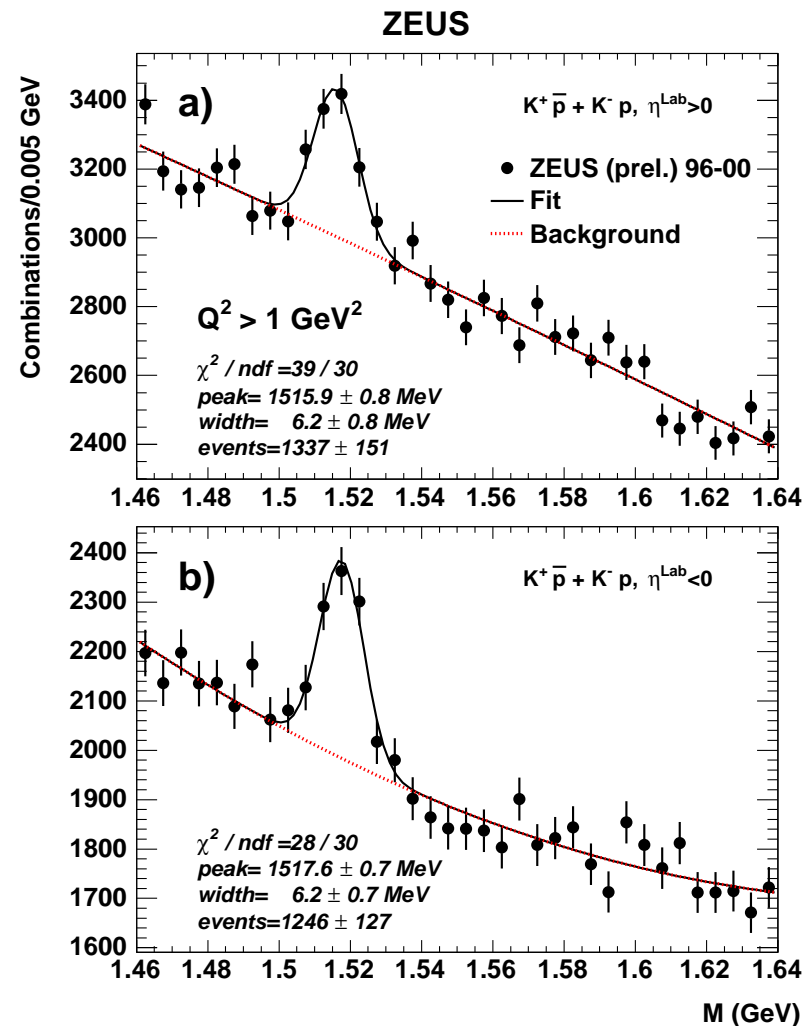 ZEUS
Combinations/0.005 GeV
a)
K⁺ p̅ + K⁻ p, η^Lab>0
ZEUS (prel.) 96-00
Fit
Background
Q² > 1 GeV²
χ² / ndf =39 / 30
peak= 1515.9 ± 0.8 MeV
width= 6.2 ± 0.8 MeV
events=1337 ± 151
3400
3200
3000
2800
2600
2400
1.46 1.48 1.5 1.52 1.54 1.56 1.58 1.6 1.62 1.64
b)
K⁺ p̅ + K⁻ p, η^Lab<0
χ² / ndf =28 / 30
peak= 1517.6 ± 0.7 MeV
width= 6.2 ± 0.7 MeV
events=1246 ± 127
2400
2300
2200
2100
2000
1900
1800
1700
1600
1.46 1.48 1.5 1.52 1.54 1.56 1.58 1.6 1.62 1.64
M (GeV)